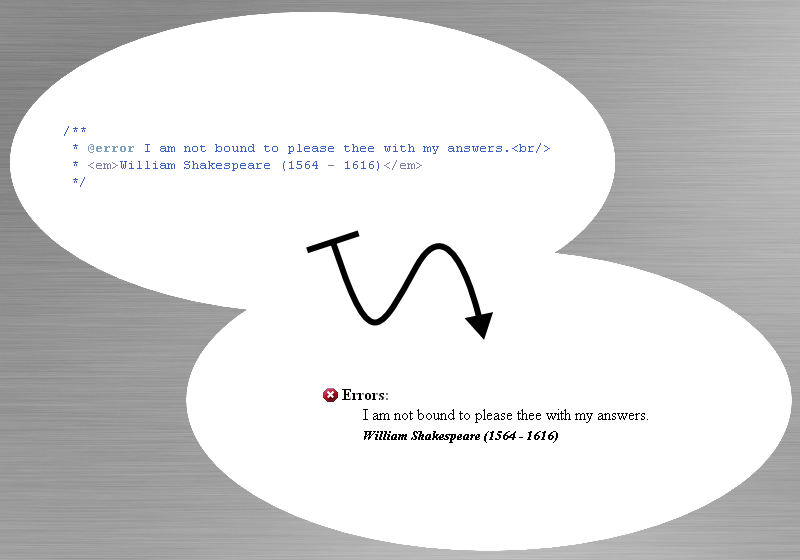 /**
* @error I am not bound to please thee with my answers.<br/>
* <em>William Shakespeare (1564 - 1616)</em>
*/
Errors:
I am not bound to please thee with my answers.
William Shakespeare (1564 - 1616)